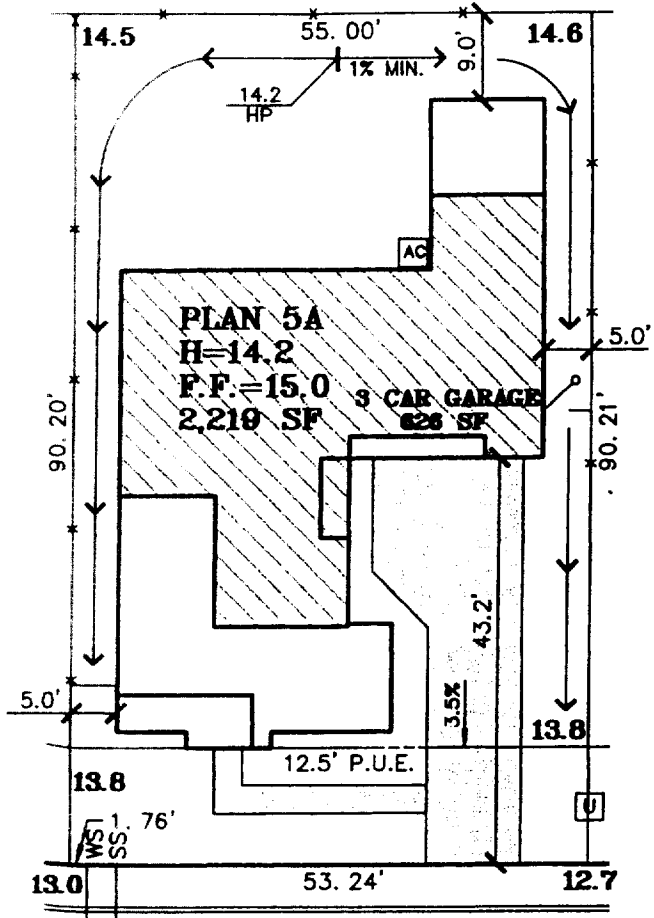 14.5
55.00'
14.6
9.0'
1% MIN.
14.2
HP
AC
PLAN 5A
H=14.2
F.F.=15.0
2,219 SF
3 CAR GARAGE
626 SF
5.0'
90.20'
90.21'
43.2'
3.5%
5.0'
13.8
12.5' P.U.E.
13.8
U
WS
SS
1.76'
13.0
53.24'
12.7